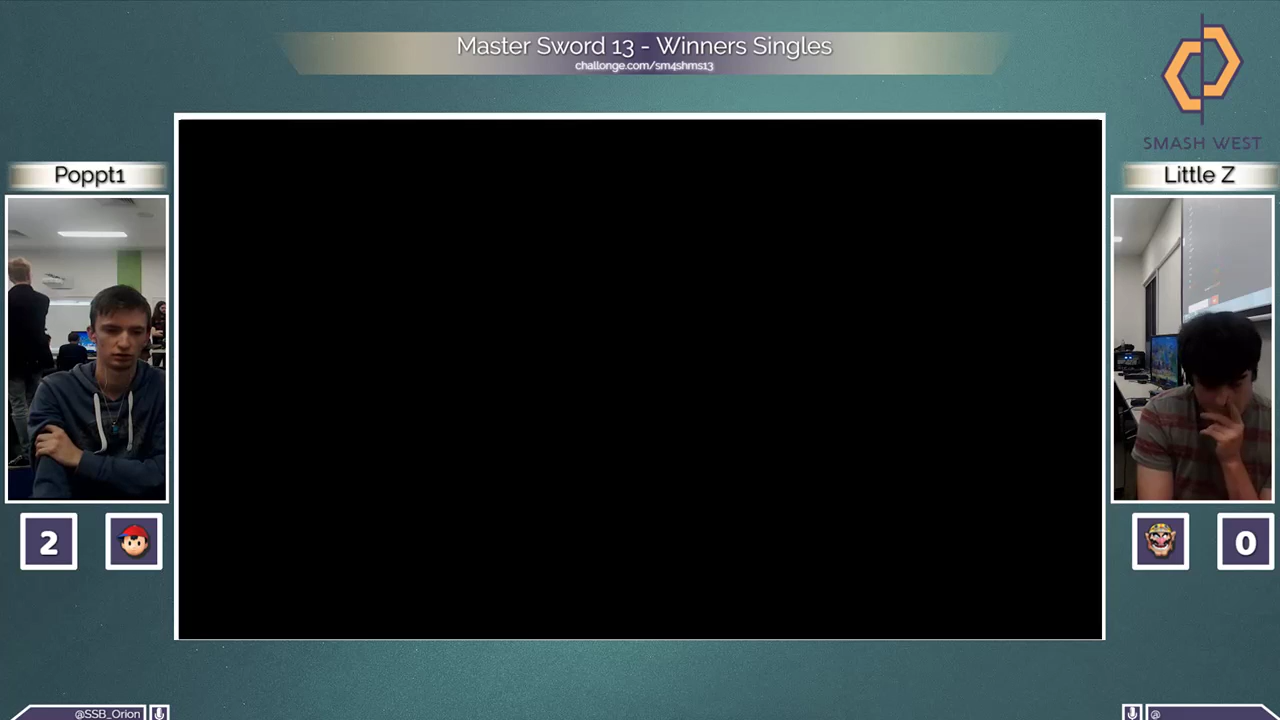 Master Sword 13 - Winners Singles
challonge.com/sm4shms13
SMASH WEST
Poppt1
Little Z
2
0
@SSB_Orion
@